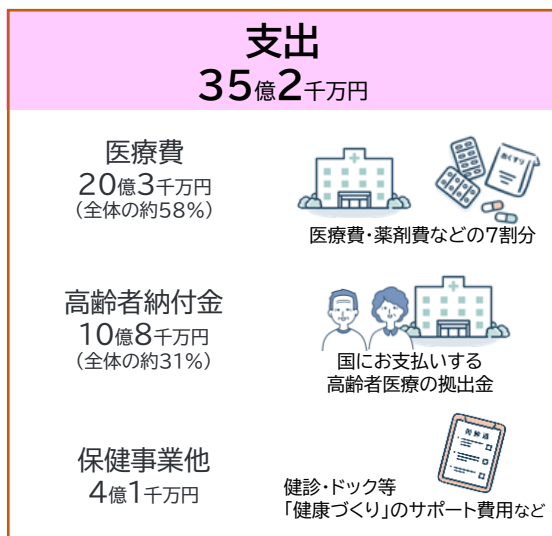 支出
35億2千万円
医療費
20億3千万円
(全体の約58%)
おくすり
医療費・薬剤費などの7割分
高齢者納付金
10億8千万円
(全体の約31%)
国にお支払いする
高齢者医療の拠出金
保健事業他
4億1千万円
健診・ドック等
「健康づくり」のサポート費用など